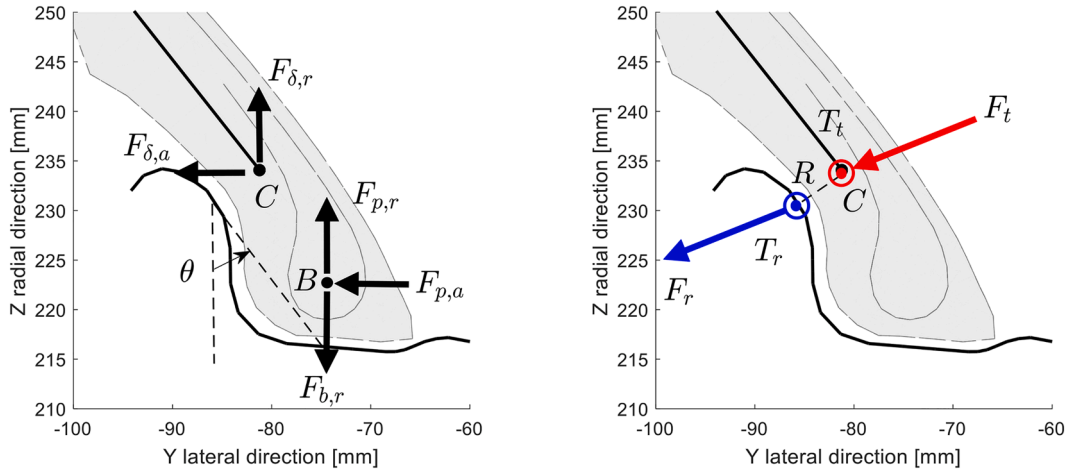 250
245
240
235
230
225
220
215
210
-100
-90
-80
-70
-60
Z radial direction [mm]
Y lateral direction [mm]
F_{δ,r}
F_{δ,a}
C
F_{p,r}
B
F_{p,a}
θ
F_{b,r}
250
245
240
235
230
225
220
215
210
-100
-90
-80
-70
-60
Z radial direction [mm]
Y lateral direction [mm]
T_t
F_t
R
C
T_r
F_r